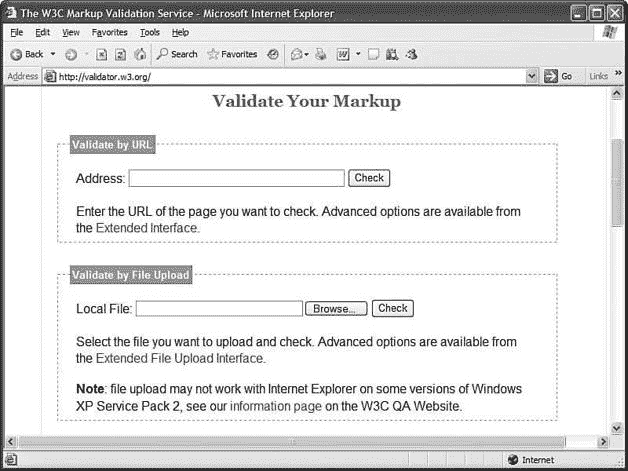 The W3C Markup Validation Service - Microsoft Internet Explorer
File Edit View Favorites Tools Help
Back Search Favorites
Address http://validator.w3.org/ Go Links »
Validate Your Markup
Validate by URL
Address: Check
Enter the URL of the page you want to check. Advanced options are available from
the Extended Interface.
Validate by File Upload
Local File: Browse... Check
Select the file you want to upload and check. Advanced options are available from
the Extended File Upload Interface.
Note: file upload may not work with Internet Explorer on some versions of Windows
XP Service Pack 2, see our information page on the W3C QA Website.
Internet